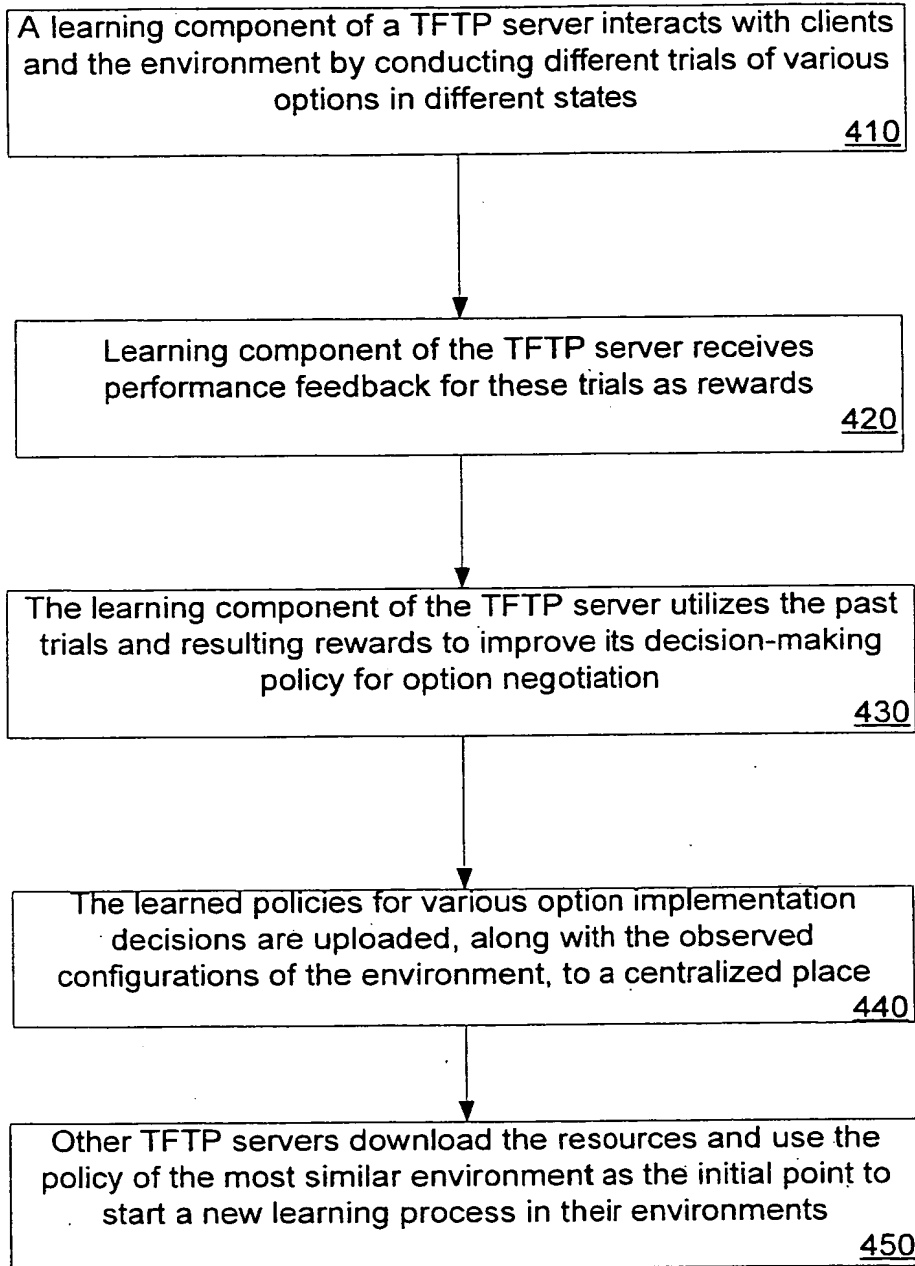 A learning component of a TFTP server interacts with clients
and the environment by conducting different trials of various
options in different states
410
Learning component of the TFTP server receives
performance feedback for these trials as rewards
420
The learning component of the TFTP server utilizes the past
trials and resulting rewards to improve its decision-making
policy for option negotiation
430
The learned policies for various option implementation
decisions are uploaded, along with the observed
configurations of the environment, to a centralized place
440
Other TFTP servers download the resources and use the
policy of the most similar environment as the initial point to
start a new learning process in their environments
450